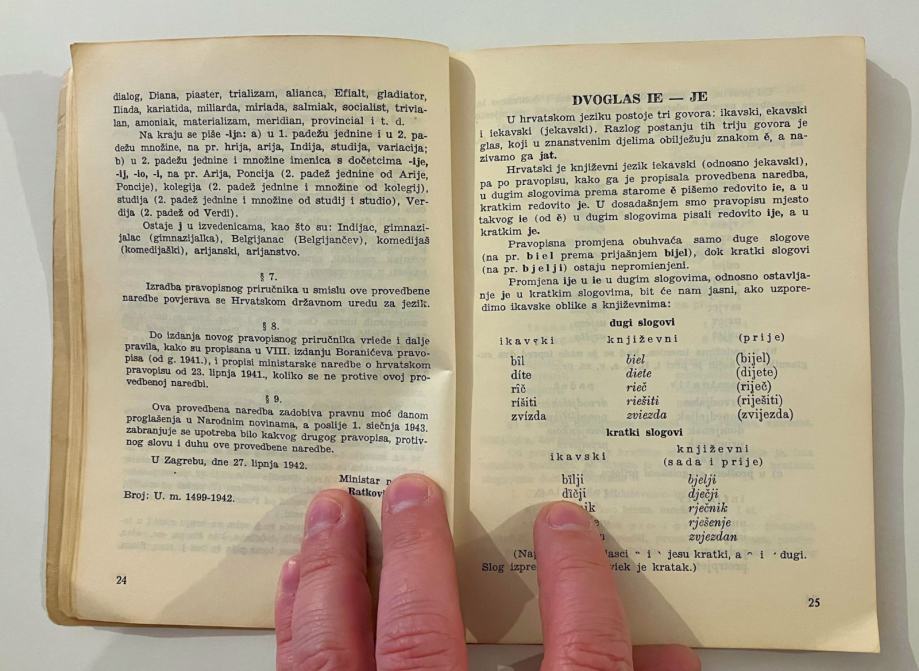 dialog, Diana, piaster, trializam, alianca, Efialt, gladiator,
Iliada, kariatida, miliarda, miriada, salmiak, socialist, trivia-
lan, amoniak, materializam, meridian, provincial i t. d.
Na kraju se piše -ijn: a) u 1. padežu jednine i u 2. pa-
dežu množine, na pr. hrija, arija, Indija, studija, variacija;
b) u 2. padežu jednine i množine imenica s dočetcima -ije,
-ij, -io, -i, na pr. Arija, Poncija (2. padež jednine od Arije,
Poncije), kolegija (2. padež jednine i množine od kolegij),
studija (2. padež jednine i množine od studij i studio), Ver-
dija (2. padež od Verdi).
Ostaje j u izvedenicama, kao što su: Indijac, gimnazi-
jalac (gimnazijalka), Belgijanac (Belgijančev), komedijaš
(komedijaški), arijanski, arijanstvo.
§ 7.
Izradba pravopisnog priručnika u smislu ove provedbene
naredbe povjerava se Hrvatskom državnom uredu za jezik.
§ 8.
Do izdanja novog pravopisnog priručnika vriede i dalje
pravila, kako su propisana u VIII. izdanju Boranićeva pravo-
pisa (od g. 1941.), i propisi ministarske naredbe o hrvatskom
pravopisu od 23. lipnja 1941., koliko se ne protive ovoj pro-
vedbenoj naredbi.
§ 9.
Ova provedbena naredba zadobiva pravnu moć danom
proglašenja u Narodnim novinama, a poslije 1. siečnja 1943.
zabranjuje se upotreba bilo kakvog drugog pravopisa, protiv-
nog slovu i duhu ove provedbene naredbe.
U Zagrebu, dne 27. lipnja 1942.
Ministar
Broj: U. m. 1499-1942.
24
DVOGLAS IE — JE
U hrvatskom jeziku postoje tri govora: ikavski, ekavski
i iekavski (jekavski). Razlog postanju tih triju govora je
glas, koji u znanstvenim djelima obilježuju znakom ě, a na-
zivamo ga jat.
Hrvatski je književni jezik iekavski (odnosno jekavski),
pa po pravopisu, kako ga je propisala provedbena naredba,
u dugim slogovima prema starome ě pišemo redovito ie, a u
kratkim redovito je. U dosadašnjem smo pravopisu mjesto
takvog ie (od ě) u dugim slogovima pisali redovito ije, a u
kratkim je.
Pravopisna promjena obuhvaća samo duge slogove
(na pr. biel prema prijašnjem bijel), dok kratki slogovi
(na pr. bjelji) ostaju nepromienjeni.
Promjena ije u ie u dugim slogovima, odnosno ostavlja-
nje je u kratkim slogovima, bit će nam jasni, ako uzpore-
dimo ikavske oblike s književnima:
dugi slogovi
ikavski književni (prije)
bîl biel (bijel)
díte diete (dijete)
rîč rieč (riječ)
ríšiti riešiti (riješiti)
zvízda zviezda (zvijezda)
kratki slogovi
ikavski književni
(sada i prije)
bȉlji bjelji
dȉčji dječji
rječnik
rješenje
zvjezdan
jesu kratki, a ^ i ´ dugi.
Slog je kratak.)
25